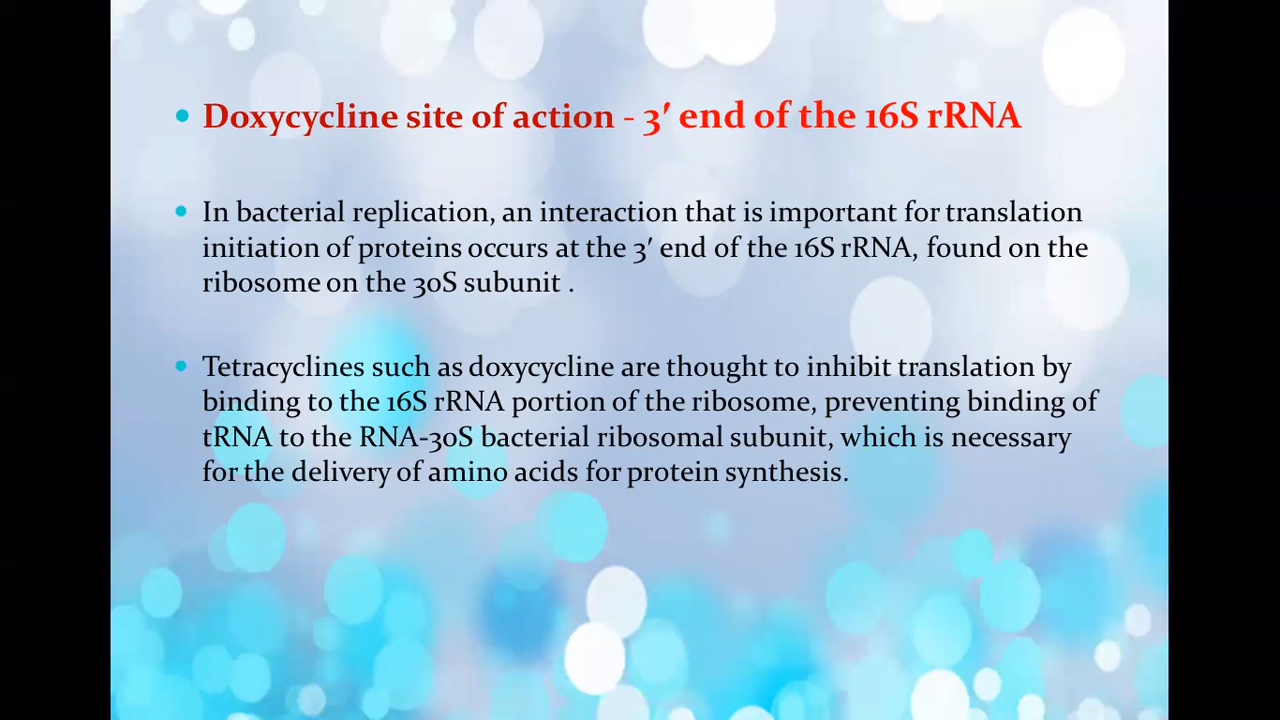 • Doxycycline site of action - 3′ end of the 16S rRNA
• In bacterial replication, an interaction that is important for translation
initiation of proteins occurs at the 3′ end of the 16S rRNA, found on the
ribosome on the 30S subunit .
• Tetracyclines such as doxycycline are thought to inhibit translation by
binding to the 16S rRNA portion of the ribosome, preventing binding of
tRNA to the RNA-30S bacterial ribosomal subunit, which is necessary
for the delivery of amino acids for protein synthesis.